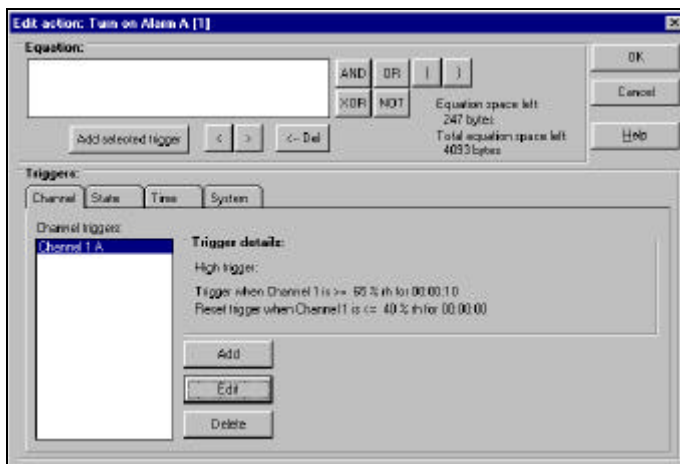 Edit action: Turn on Alarm A [1]
Equation:
AND OR ( )
XOR NOT
Equation space left
247 bytes
Total equation space left
4093 bytes
Add selected trigger < > <-- Del
OK
Cancel
Help
Triggers:
Channel State Time System
Channel triggers:
Channel 1 A
Trigger details:
High trigger:
Trigger when Channel 1 is >= 65 % rh for 00:00:10
Reset trigger when Channel 1 is <= 40 % rh for 00:00:00
Add
Edit
Delete